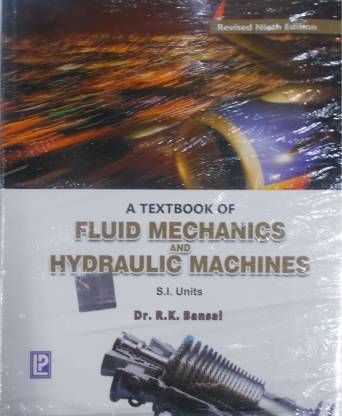 Revised Ninth Edition
A TEXTBOOK OF
FLUID MECHANICS
AND
HYDRAULIC MACHINES
S.I. Units
Dr. R.K. Bansal
LP